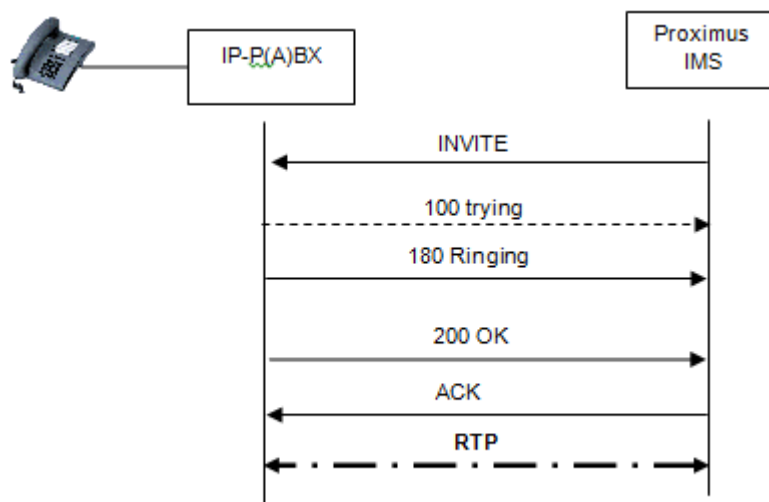 IP-P(A)BX
Proximus
IMS
INVITE
100 trying
180 Ringing
200 OK
ACK
RTP